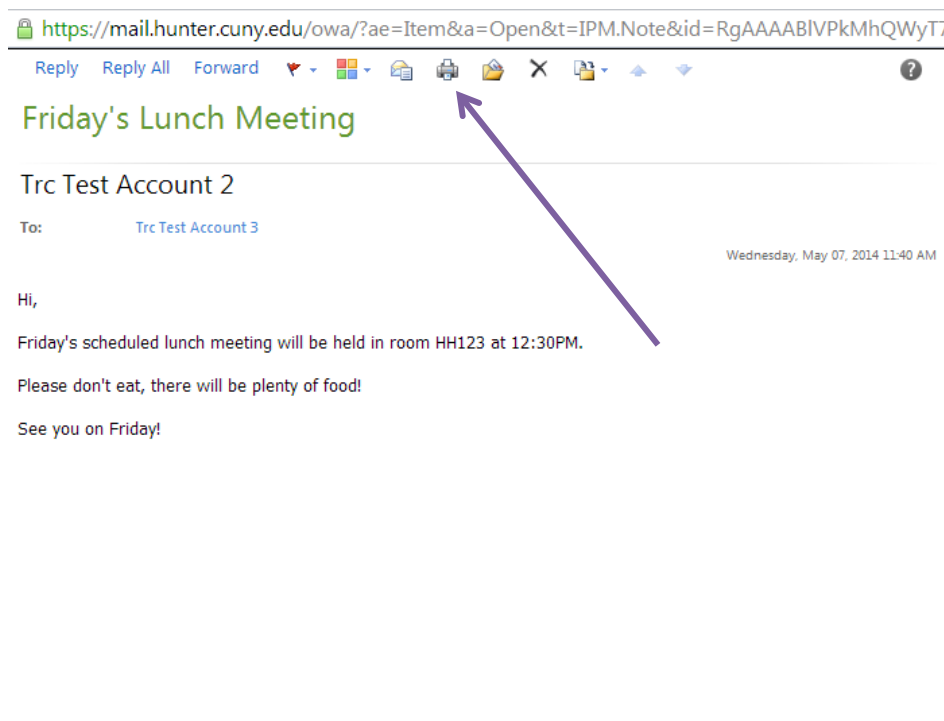 https://mail.hunter.cuny.edu/owa/?ae=Item&a=Open&t=IPM.Note&id=RgAAAABlVPkMhQWyT7
Reply Reply All Forward ?
Friday's Lunch Meeting
Trc Test Account 2
To: Trc Test Account 3
Wednesday, May 07, 2014 11:40 AM
Hi,
Friday's scheduled lunch meeting will be held in room HH123 at 12:30PM.
Please don't eat, there will be plenty of food!
See you on Friday!